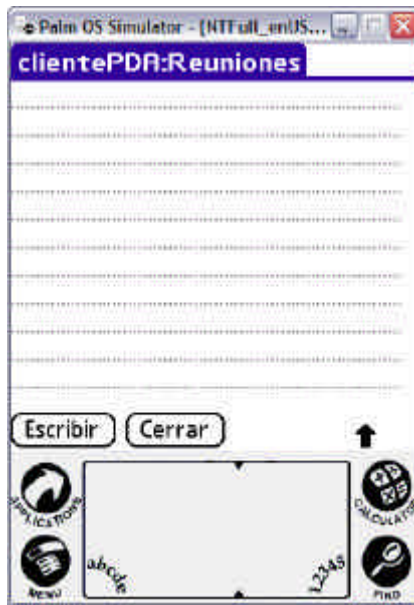 Palm OS Simulator - [NTFull_enUS...
clientePDA:Reuniones
Escribir
Cerrar
APPLICATIONS
CALCULATOR
abcde
12345
MENU
FIND